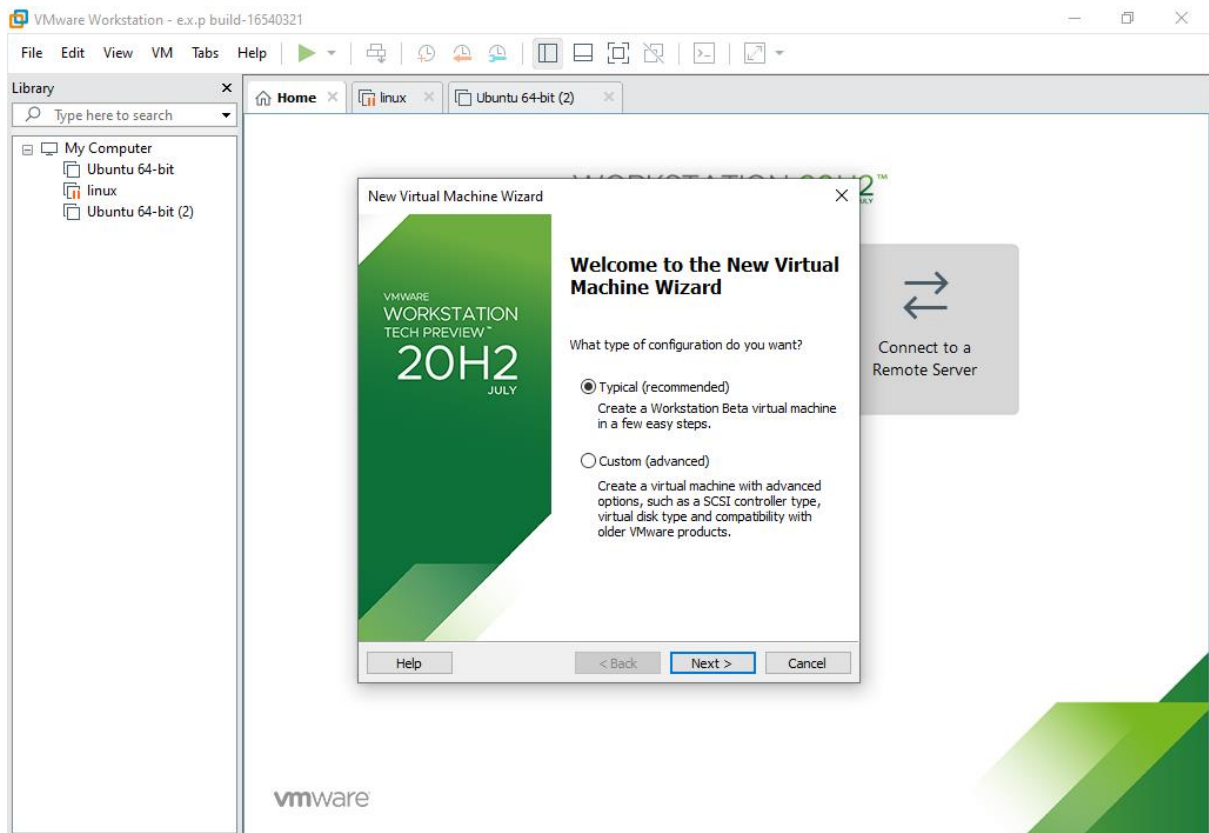 VMware Workstation - e.x.p build-16540321
File Edit View VM Tabs Help
Library
Type here to search
My Computer
Ubuntu 64-bit
linux
Ubuntu 64-bit (2)
Home
linux
Ubuntu 64-bit (2)
New Virtual Machine Wizard
VMWARE
WORKSTATION
TECH PREVIEW™
20H2
JULY
Welcome to the New Virtual
Machine Wizard
What type of configuration do you want?
Typical (recommended)
Create a Workstation Beta virtual machine
in a few easy steps.
Custom (advanced)
Create a virtual machine with advanced
options, such as a SCSI controller type,
virtual disk type and compatibility with
older VMware products.
Help
< Back
Next >
Cancel
Connect to a
Remote Server
vmware